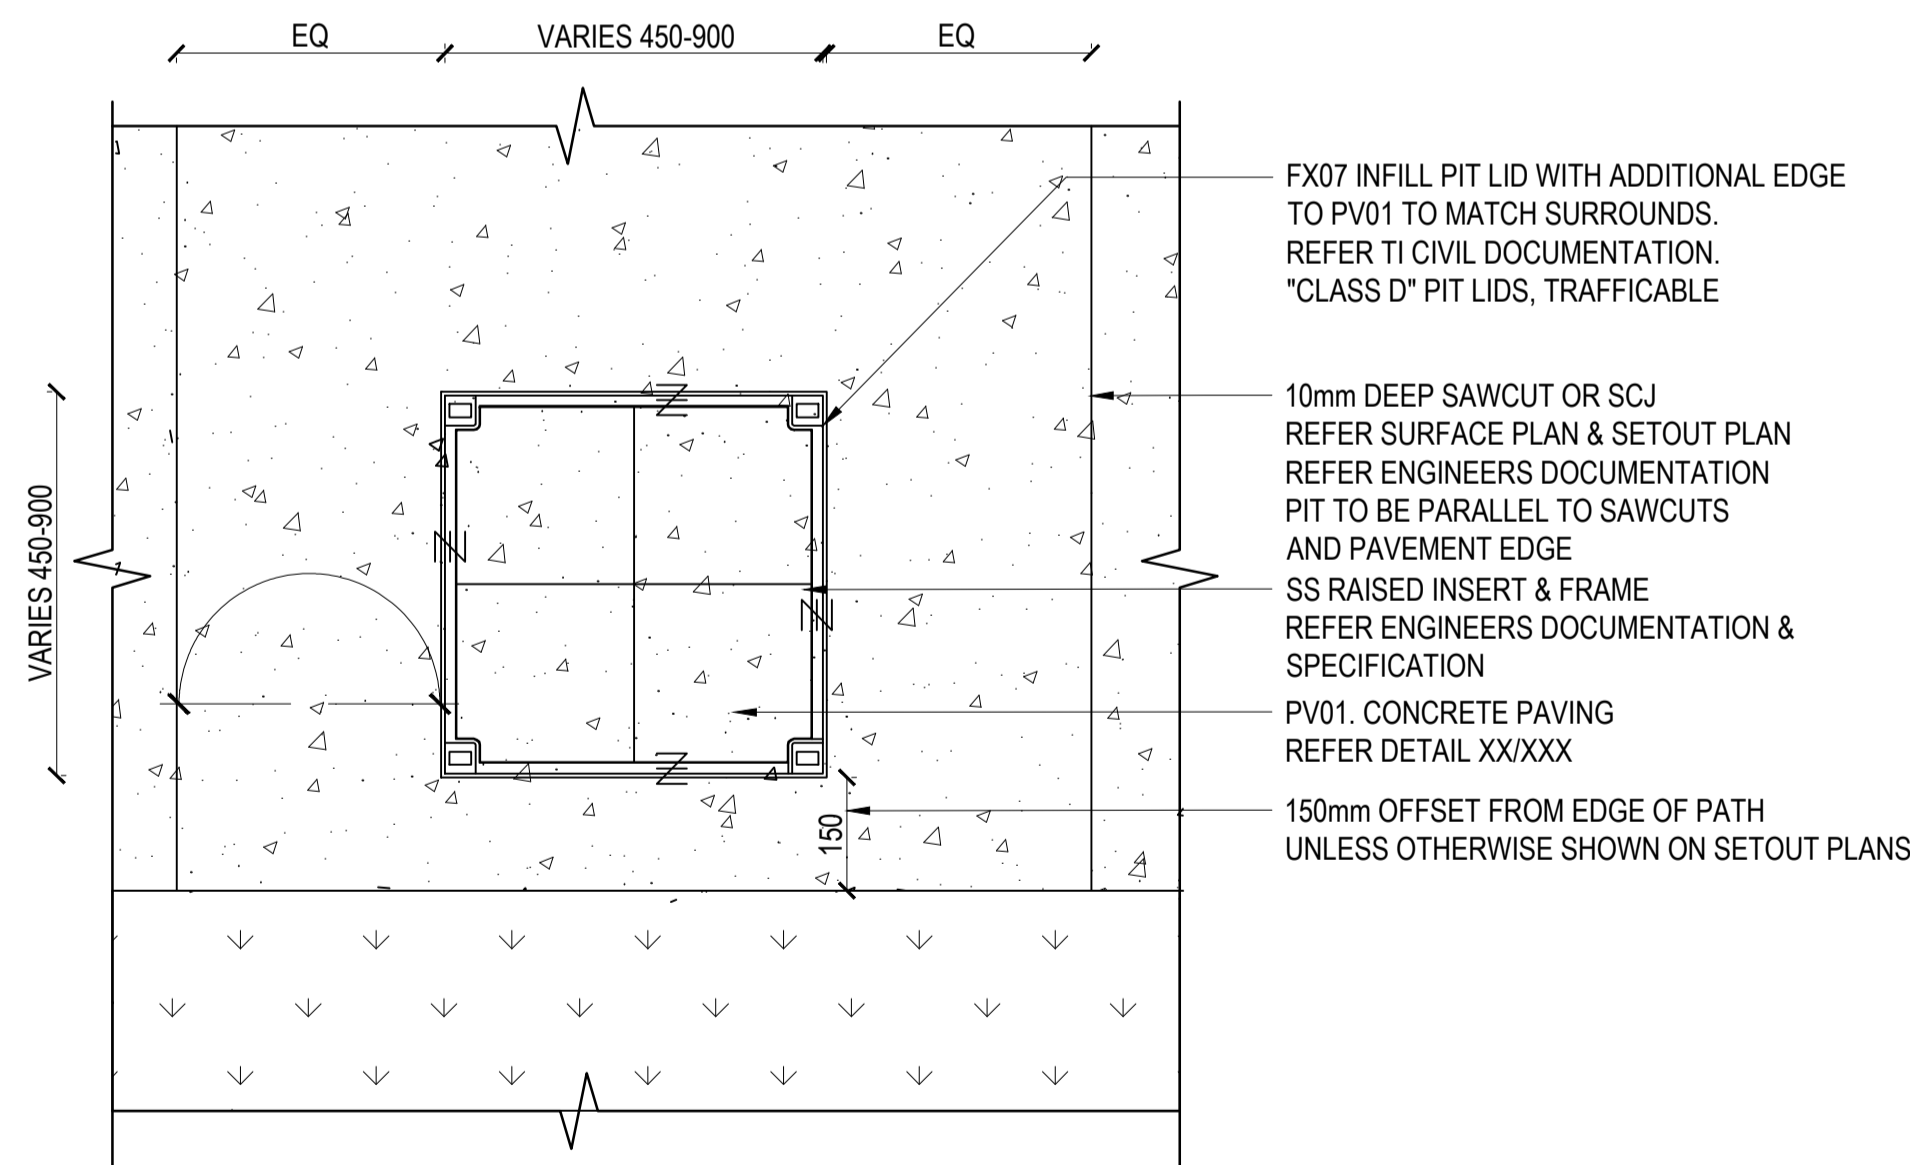 EQ
VARIES 450-900
EQ
FX07 INFILL PIT LID WITH ADDITIONAL EDGE
TO PV01 TO MATCH SURROUNDS.
REFER TI CIVIL DOCUMENTATION.
"CLASS D" PIT LIDS, TRAFFICABLE
10mm DEEP SAWCUT OR SCJ
REFER SURFACE PLAN & SETOUT PLAN
REFER ENGINEERS DOCUMENTATION
PIT TO BE PARALLEL TO SAWCUTS
AND PAVEMENT EDGE
VARIES 450-900
SS RAISED INSERT & FRAME
REFER ENGINEERS DOCUMENTATION &
SPECIFICATION
PV01. CONCRETE PAVING
REFER DETAIL XX/XXX
150
150mm OFFSET FROM EDGE OF PATH
UNLESS OTHERWISE SHOWN ON SETOUT PLANS